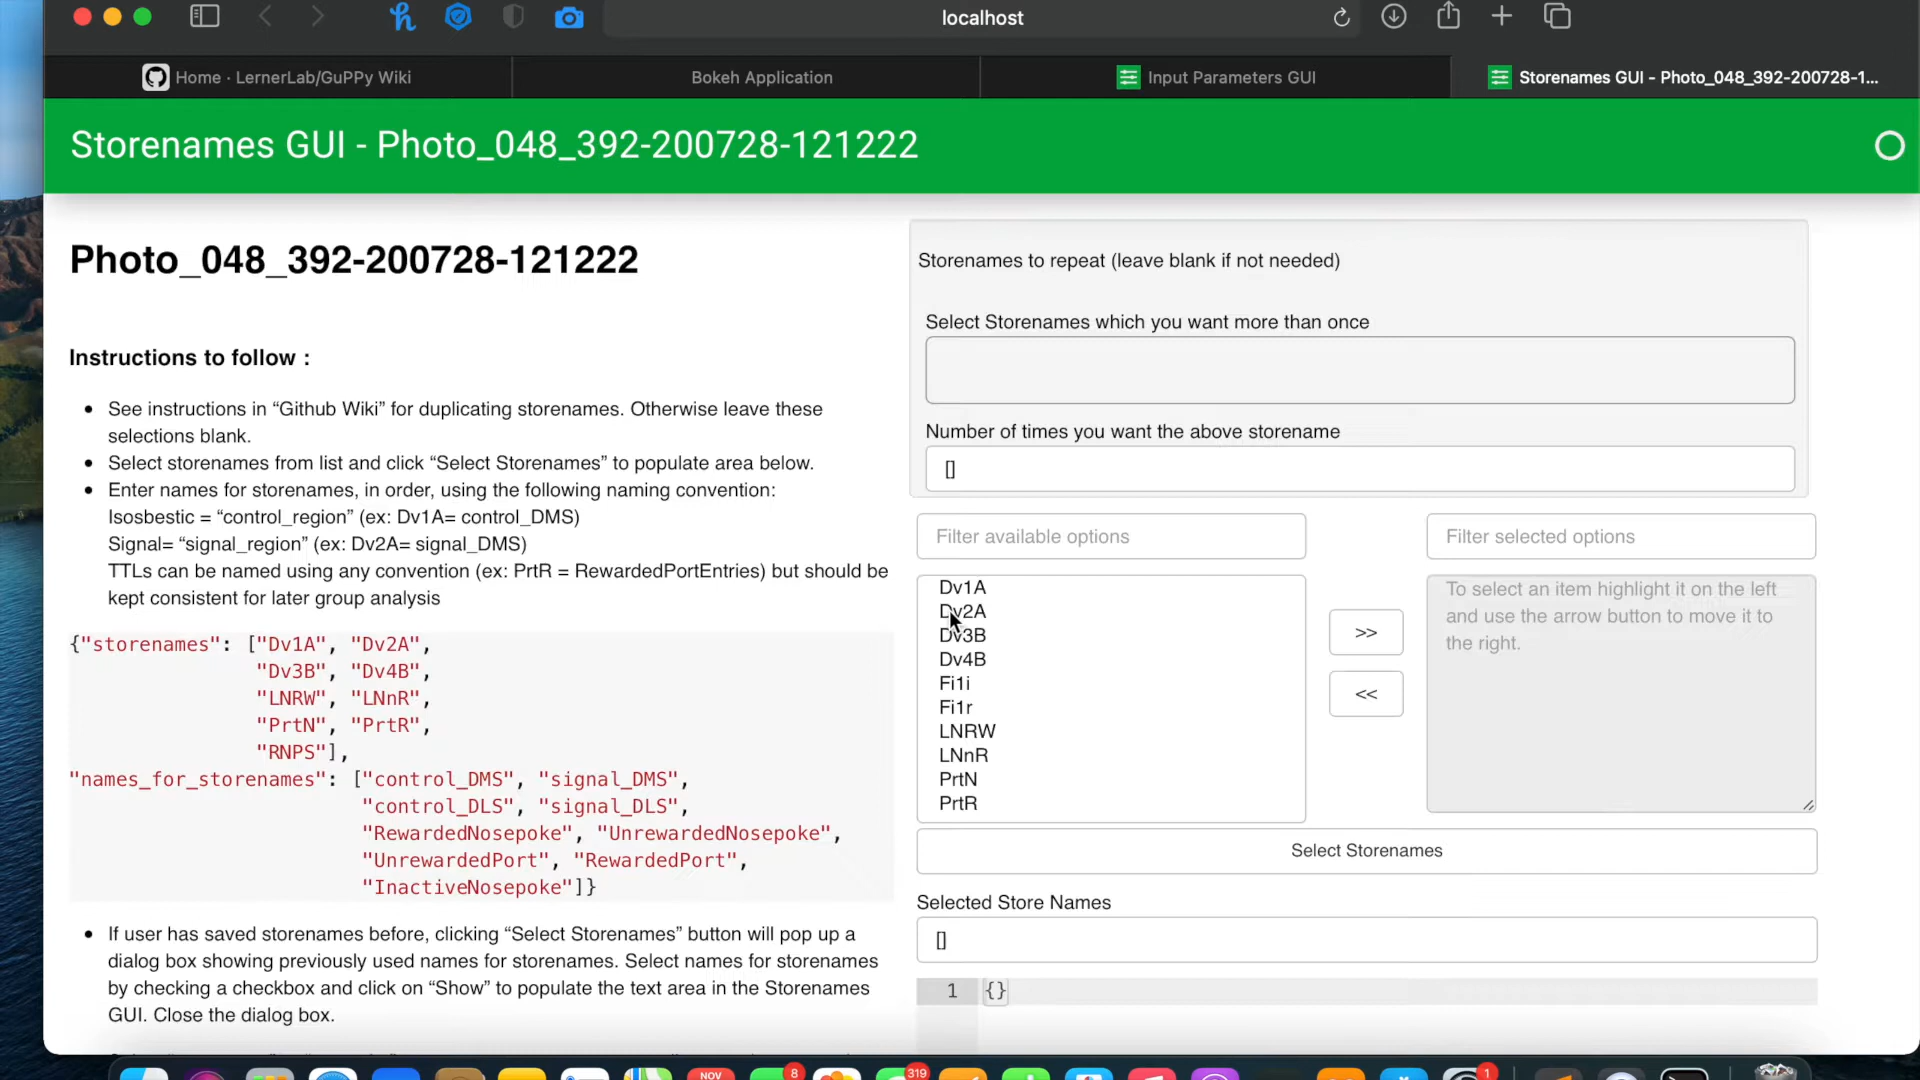 localhost
Home · LernerLab/GuPPy Wiki
Bokeh Application
Input Parameters GUI
Storenames GUI - Photo_048_392-200728-1...
Storenames GUI - Photo_048_392-200728-121222
Photo_048_392-200728-121222
Instructions to follow :
See instructions in “Github Wiki” for duplicating storenames. Otherwise leave these
selections blank.
Select storenames from list and click “Select Storenames” to populate area below.
Enter names for storenames, in order, using the following naming convention:
Isosbestic = “control_region” (ex: Dv1A= control_DMS)
Signal= “signal_region” (ex: Dv2A= signal_DMS)
TTLs can be named using any convention (ex: PrtR = RewardedPortEntries) but should be
kept consistent for later group analysis
{"storenames": ["Dv1A", "Dv2A",
"Dv3B", "Dv4B",
"LNRW", "LNnR",
"PrtN", "PrtR",
"RNPS"],
"names_for_storenames": ["control_DMS", "signal_DMS",
"control_DLS", "signal_DLS",
"RewardedNosepoke", "UnrewardedNosepoke",
"UnrewardedPort", "RewardedPort",
"InactiveNosepoke"]}
If user has saved storenames before, clicking “Select Storenames” button will pop up a
dialog box showing previously used names for storenames. Select names for storenames
by checking a checkbox and click on “Show” to populate the text area in the Storenames
GUI. Close the dialog box.
Storenames to repeat (leave blank if not needed)
Select Storenames which you want more than once
Number of times you want the above storename
[]
Filter available options
Dv1A
Dv2A
Dv3B
Dv4B
Fi1i
Fi1r
LNRW
LNnR
PrtN
PrtR
>>
<<
Filter selected options
To select an item highlight it on the left
and use the arrow button to move it to
the right.
Select Storenames
Selected Store Names
[]
1 {}
NOV
8
319
1